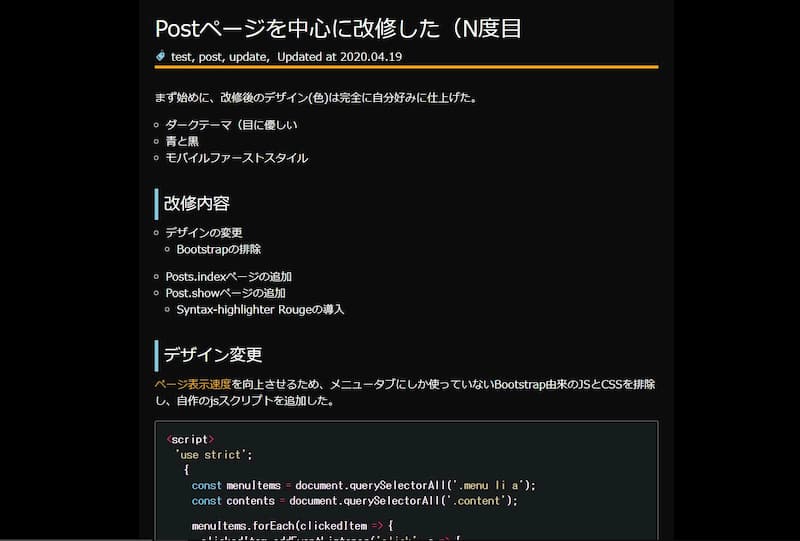 Postページを中心に改修した（N度目
test, post, update,  Updated at 2020.04.19
まず始めに、改修後のデザイン(色)は完全に自分好みに仕上げた。
ダークテーマ（目に優しい
青と黒
モバイルファーストスタイル
改修内容
デザインの変更
Bootstrapの排除
Posts.indexページの追加
Post.showページの追加
Syntax-highlighter Rougeの導入
デザイン変更
ページ表示速度を向上させるため、メニュータブにしか使っていないBootstrap由来のJSとCSSを排除
し、自作のjsスクリプトを追加した。
<script>
'use strict';
{
const menuItems = document.querySelectorAll('.menu li a');
const contents = document.querySelectorAll('.content');
menuItems.forEach(clickedItem => {